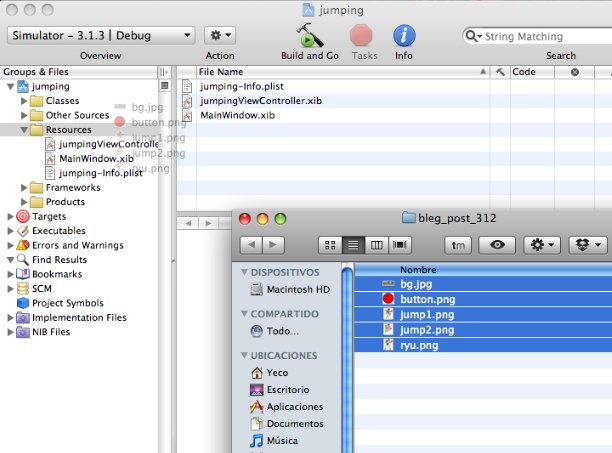 jumping
Simulator - 3.1.3 | Debug
Overview
Action
Build and Go
Tasks
Info
String Matching
Search
Groups & Files
File Name
Code
jumping
Classes
Other Sources
Resources
jumpingViewController
MainWindow.xib
jumping-Info.plist
Frameworks
Products
Targets
Executables
Errors and Warnings
Find Results
Bookmarks
SCM
Project Symbols
Implementation Files
NIB Files
bg.jpg
button.png
jump1.png
jump2.png
ryu.png
jumping-Info.plist
jumpingViewController.xib
MainWindow.xib
bleg_post_312
tm
DISPOSITIVOS
Macintosh HD
COMPARTIDO
Todo...
UBICACIONES
Yeco
Escritorio
Aplicaciones
Documentos
Música
Nombre
bg.jpg
button.png
jump1.png
jump2.png
ryu.png